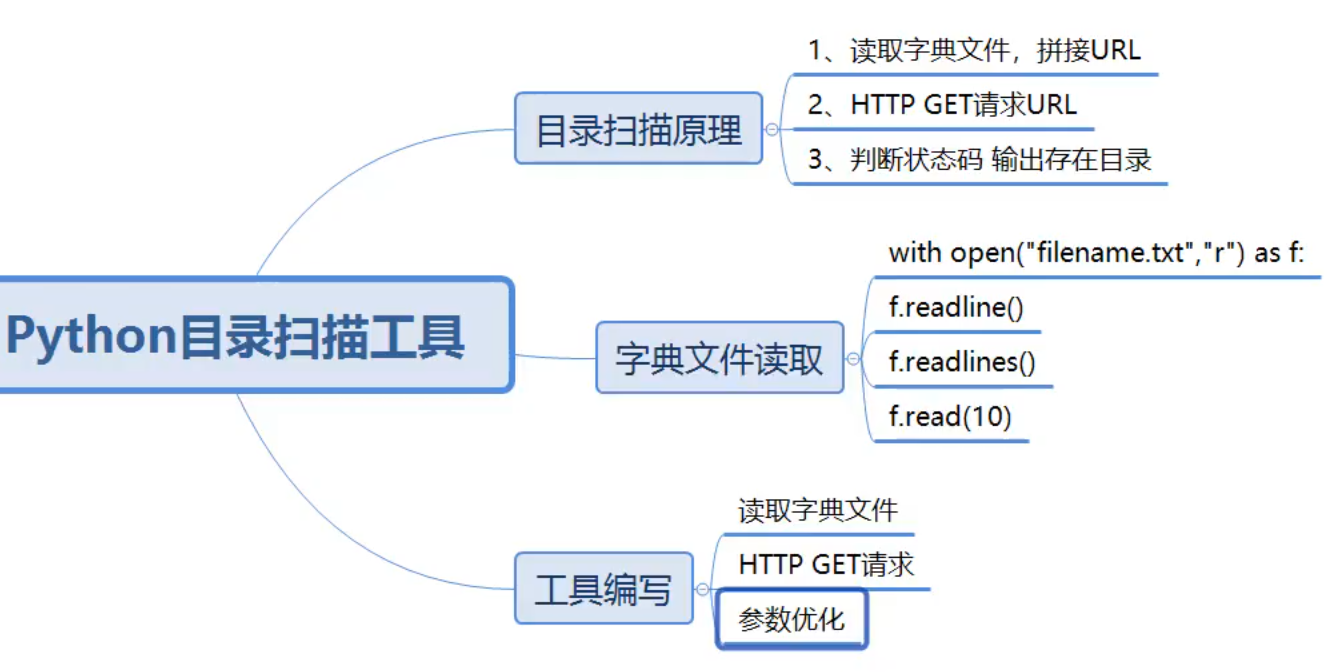 Python目录扫描工具
目录扫描原理
1、读取字典文件，拼接URL
2、HTTP GET请求URL
3、判断状态码 输出存在目录
字典文件读取
with open("filename.txt","r") as f:
f.readline()
f.readlines()
f.read(10)
工具编写
读取字典文件
HTTP GET请求
参数优化